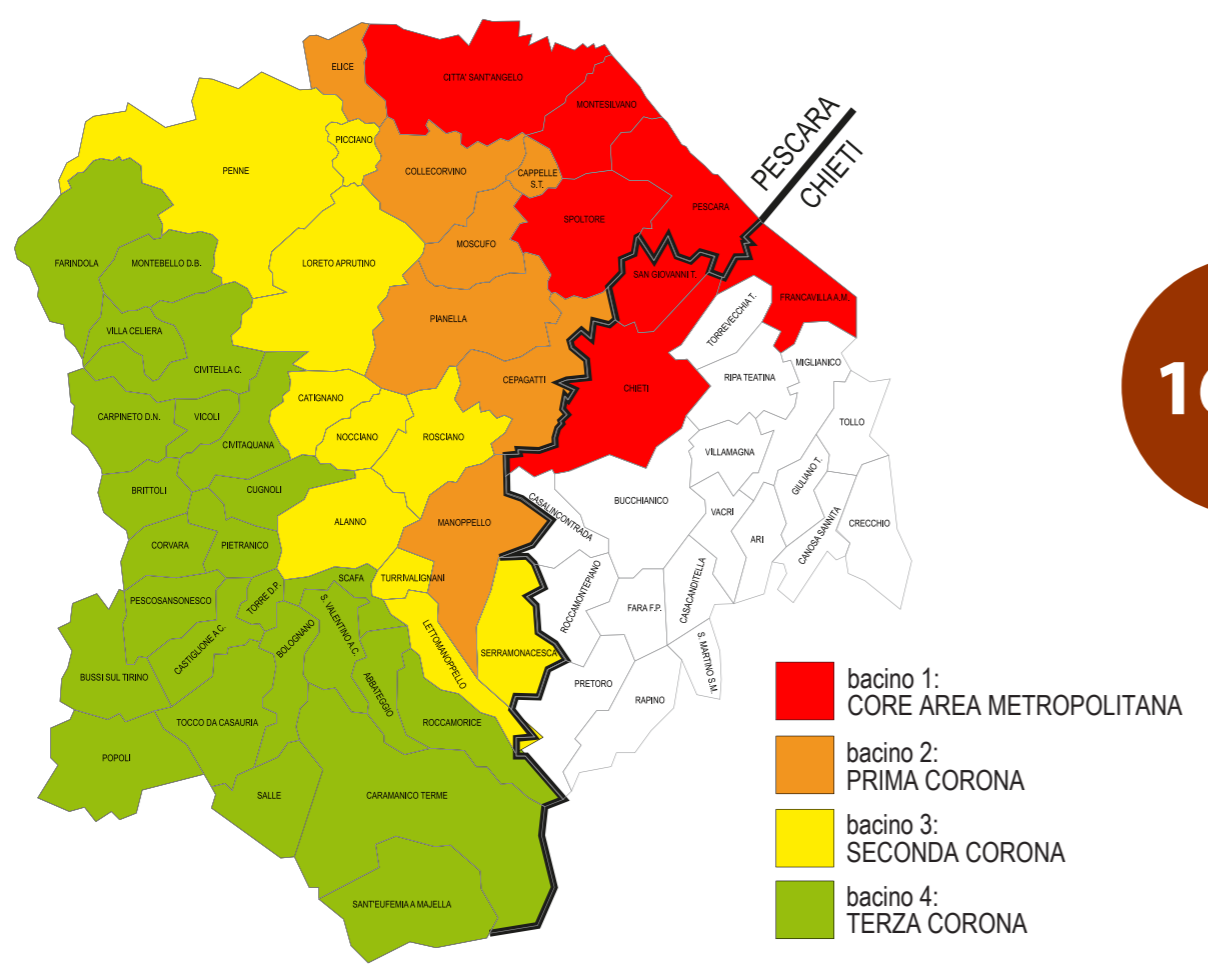 ELICE
CITTA' SANT'ANGELO
MONTESILVANO
PESCARA
CHIETI
PICCIANO
PENNE
COLLECORVINO
CAPPELLE
S.T.
PESCARA
SPOLTORE
MOSCUFO
FARINDOLA
MONTEBELLO D.B.
LORETO APRUTINO
SAN GIOVANNI T.
FRANCAVILLA A.M.
TORREVECCHIA T.
PIANELLA
VILLA CELIERA
MIGLIANICO
CIVITELLA C.
CEPAGATTI
RIPA TEATINA
CHIETI
10
CATIGNANO
CARPINETO D.N.
VICOLI
TOLLO
NOCCIANO
ROSCIANO
CIVITAQUANA
VILLAMAGNA
GIULIANO T.
BRITTOLI
CUGNOLI
BUCCHIANICO
CASALINCONTRADA
VACRI
ALANNO
MANOPPELLO
CRECCHIO
CANOSA SANNITA
ARI
CORVARA
PIETRANICO
SCAFA
TURRIVALIGNANI
CASACANDITELLA
ROCCAMONTEPIANO
PESCOSANSONESCO
TORRE D.P.
S. VALENTINO A.C.
FARA F.P.
BOLOGNANO
CASTIGLIONE A C.
LETTOMANOPPELLO
SERRAMONACESCA
S. MARTINO S.M.
BUSSI SUL TIRINO
ABBATEGGIO
PRETORO
RAPINO
TOCCO DA CASAURIA
ROCCAMORICE
POPOLI
SALLE
CARAMANICO TERME
SANT'EUFEMIA A MAJELLA
bacino 1:
CORE AREA METROPOLITANA
bacino 2:
PRIMA CORONA
bacino 3:
SECONDA CORONA
bacino 4:
TERZA CORONA